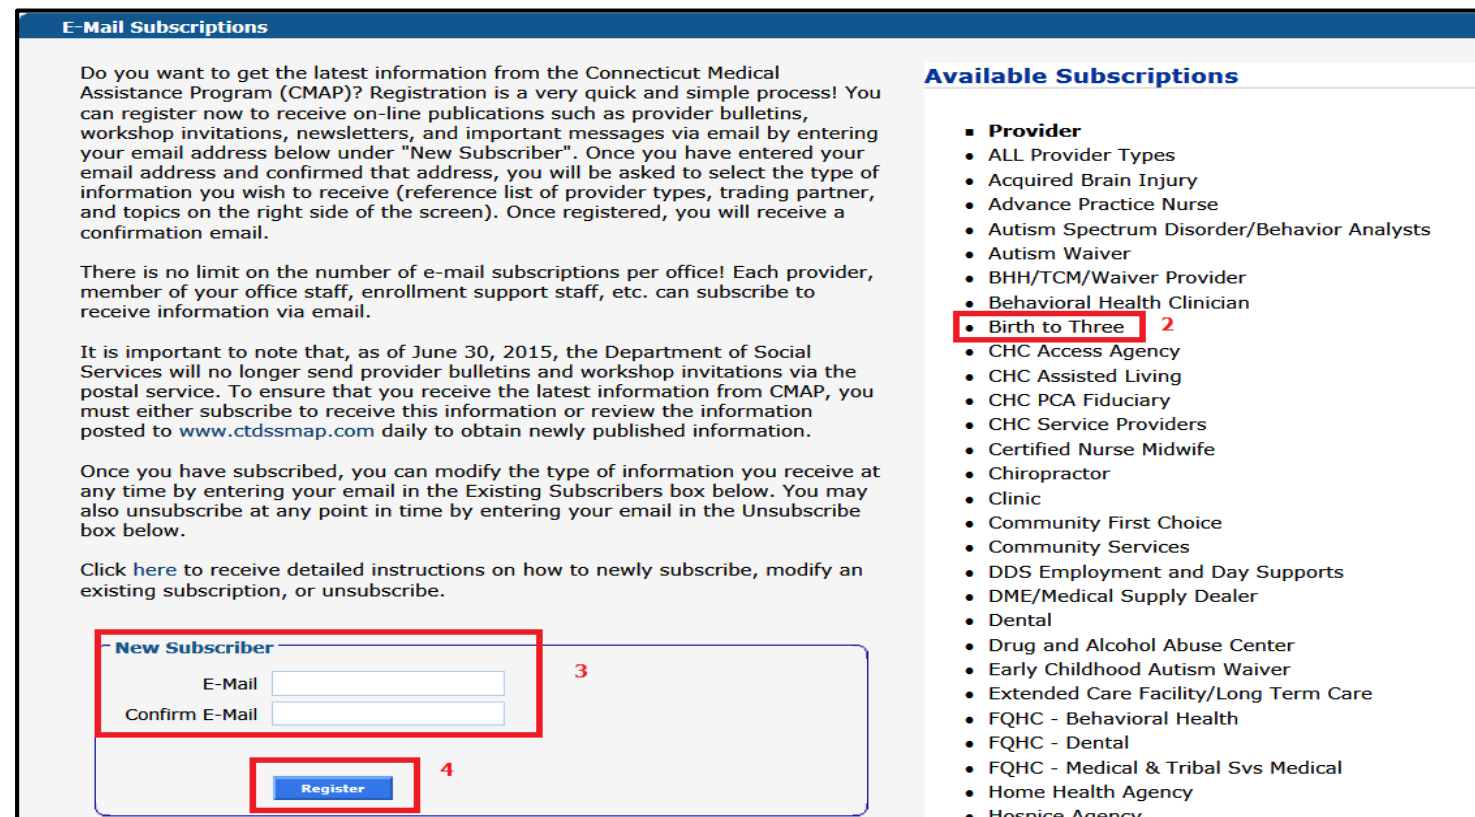 E-Mail Subscriptions
Do you want to get the latest information from the Connecticut Medical
Assistance Program (CMAP)? Registration is a very quick and simple process! You
can register now to receive on-line publications such as provider bulletins,
workshop invitations, newsletters, and important messages via email by entering
your email address below under "New Subscriber". Once you have entered your
email address and confirmed that address, you will be asked to select the type of
information you wish to receive (reference list of provider types, trading partner,
and topics on the right side of the screen). Once registered, you will receive a
confirmation email.
There is no limit on the number of e-mail subscriptions per office! Each provider,
member of your office staff, enrollment support staff, etc. can subscribe to
receive information via email.
It is important to note that, as of June 30, 2015, the Department of Social
Services will no longer send provider bulletins and workshop invitations via the
postal service. To ensure that you receive the latest information from CMAP, you
must either subscribe to receive this information or review the information
posted to www.ctdssmap.com daily to obtain newly published information.
Once you have subscribed, you can modify the type of information you receive at
any time by entering your email in the Existing Subscribers box below. You may
also unsubscribe at any point in time by entering your email in the Unsubscribe
box below.
Click here to receive detailed instructions on how to newly subscribe, modify an
existing subscription, or unsubscribe.
New Subscriber
3
E-Mail
Confirm E-Mail
4
Register
Available Subscriptions
Provider
ALL Provider Types
Acquired Brain Injury
Advance Practice Nurse
Autism Spectrum Disorder/Behavior Analysts
Autism Waiver
BHH/TCM/Waiver Provider
Behavioral Health Clinician
Birth to Three 2
CHC Access Agency
CHC Assisted Living
CHC PCA Fiduciary
CHC Service Providers
Certified Nurse Midwife
Chiropractor
Clinic
Community First Choice
Community Services
DDS Employment and Day Supports
DME/Medical Supply Dealer
Dental
Drug and Alcohol Abuse Center
Early Childhood Autism Waiver
Extended Care Facility/Long Term Care
FQHC - Behavioral Health
FQHC - Dental
FQHC - Medical & Tribal Svs Medical
Home Health Agency
Hospice Agency